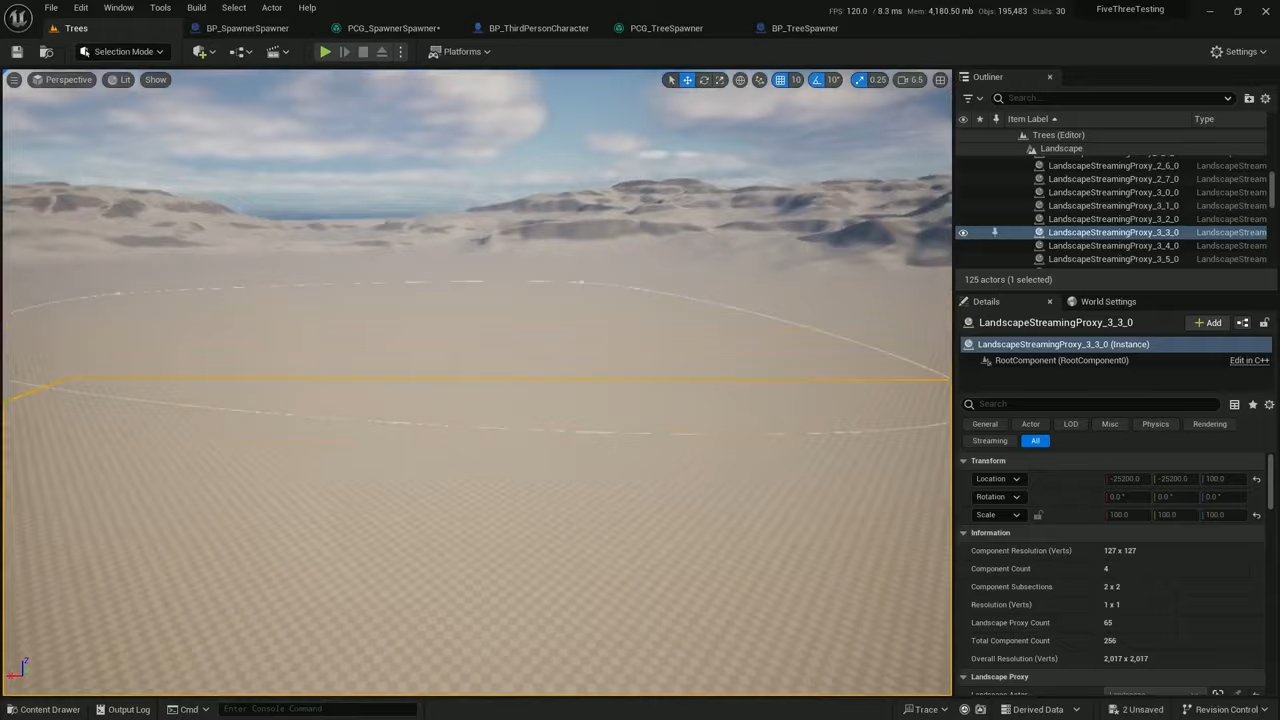 File Edit Window Tools Build Select Actor Help
FPS: 120.0 / 8.3 ms Mem: 4,180.50 mb Objs: 195,483 Stalls: 30
FiveThreeTesting
Trees
BP_SpawnerSpawner
PCG_SpawnerSpawner*
BP_ThirdPersonCharacter
PCG_TreeSpawner
BP_TreeSpawner
Selection Mode
Platforms
Settings
Perspective Lit Show
10 10° 0.25 6.5
Outliner
Search...
Item Label Type
Trees (Editor)
Landscape
LandscapeStreamingProxy_2_6_0 LandscapeStream
LandscapeStreamingProxy_2_7_0 LandscapeStream
LandscapeStreamingProxy_3_0_0 LandscapeStream
LandscapeStreamingProxy_3_1_0 LandscapeStream
LandscapeStreamingProxy_3_2_0 LandscapeStream
LandscapeStreamingProxy_3_3_0 LandscapeStream
LandscapeStreamingProxy_3_4_0 LandscapeStream
LandscapeStreamingProxy_3_5_0 LandscapeStream
125 actors (1 selected)
Details World Settings
LandscapeStreamingProxy_3_3_0
Add
LandscapeStreamingProxy_3_3_0 (Instance)
RootComponent (RootComponent0) Edit in C++
Search
General Actor LOD Misc Physics Rendering
Streaming All
Transform
Location -25200.0 -25200.0 100.0
Rotation 0.0 ° 0.0 ° 0.0 °
Scale 100.0 100.0 100.0
Information
Component Resolution (Verts) 127 x 127
Component Count 4
Component Subsections 2 x 2
Resolution (Verts) 1 x 1
Landscape Proxy Count 65
Total Component Count 256
Overall Resolution (Verts) 2,017 x 2,017
Landscape Proxy
Landscape Actor Landscape
Z
Content Drawer Output Log Cmd Enter Console Command
Trace Derived Data 2 Unsaved Revision Control